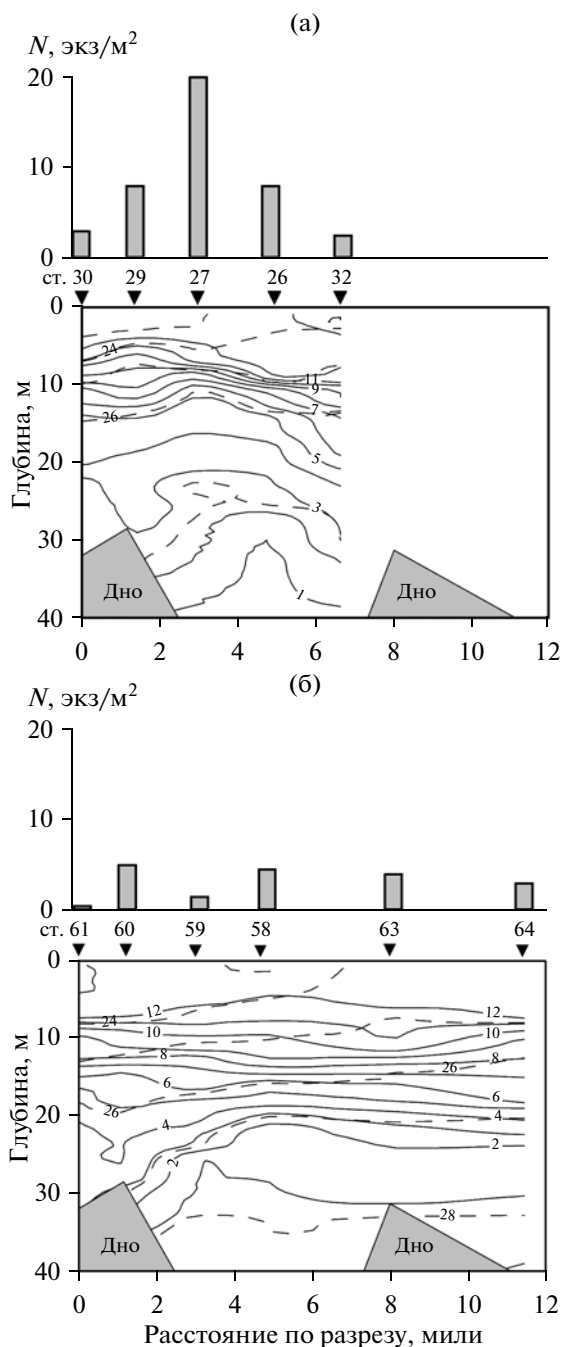 (а)
N, экз/м²
20
10
0
ст. 30 29 27 26 32
0
10
20
30
40
Глубина, м
24
26
11
9
7
5
3
1
Дно
Дно
0 2 4 6 8 10 12
(б)
N, экз/м²
20
10
0
ст. 61 60 59 58 63 64
0
10
20
30
40
Глубина, м
12 12
24
10 10
8 8
26
6 6
26
4 4
2 2
28
Дно
Дно
0 2 4 6 8 10 12
Расстояние по разрезу, мили